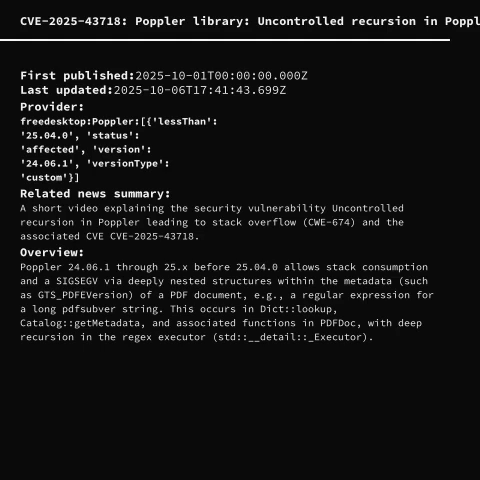 CVE-2025-43718: Poppler library: Uncontrolled recursion in Poppl
First published:2025-10-01T00:00:00.000Z
Last updated:2025-10-06T17:41:43.699Z
Provider:
freedesktop:Poppler:[{'lessThan':
'25.04.0', 'status':
'affected', 'version':
'24.06.1', 'versionType':
'custom'}]
Related news summary:
A short video explaining the security vulnerability Uncontrolled
recursion in Poppler leading to stack overflow (CWE-674) and the
associated CVE CVE-2025-43718.
Overview:
Poppler 24.06.1 through 25.x before 25.04.0 allows stack consumption
and a SIGSEGV via deeply nested structures within the metadata (such
as GTS_PDFEVersion) of a PDF document, e.g., a regular expression for
a long pdfsubver string. This occurs in Dict::lookup,
Catalog::getMetadata, and associated functions in PDFDoc, with deep
recursion in the regex executor (std::__detail::_Executor).